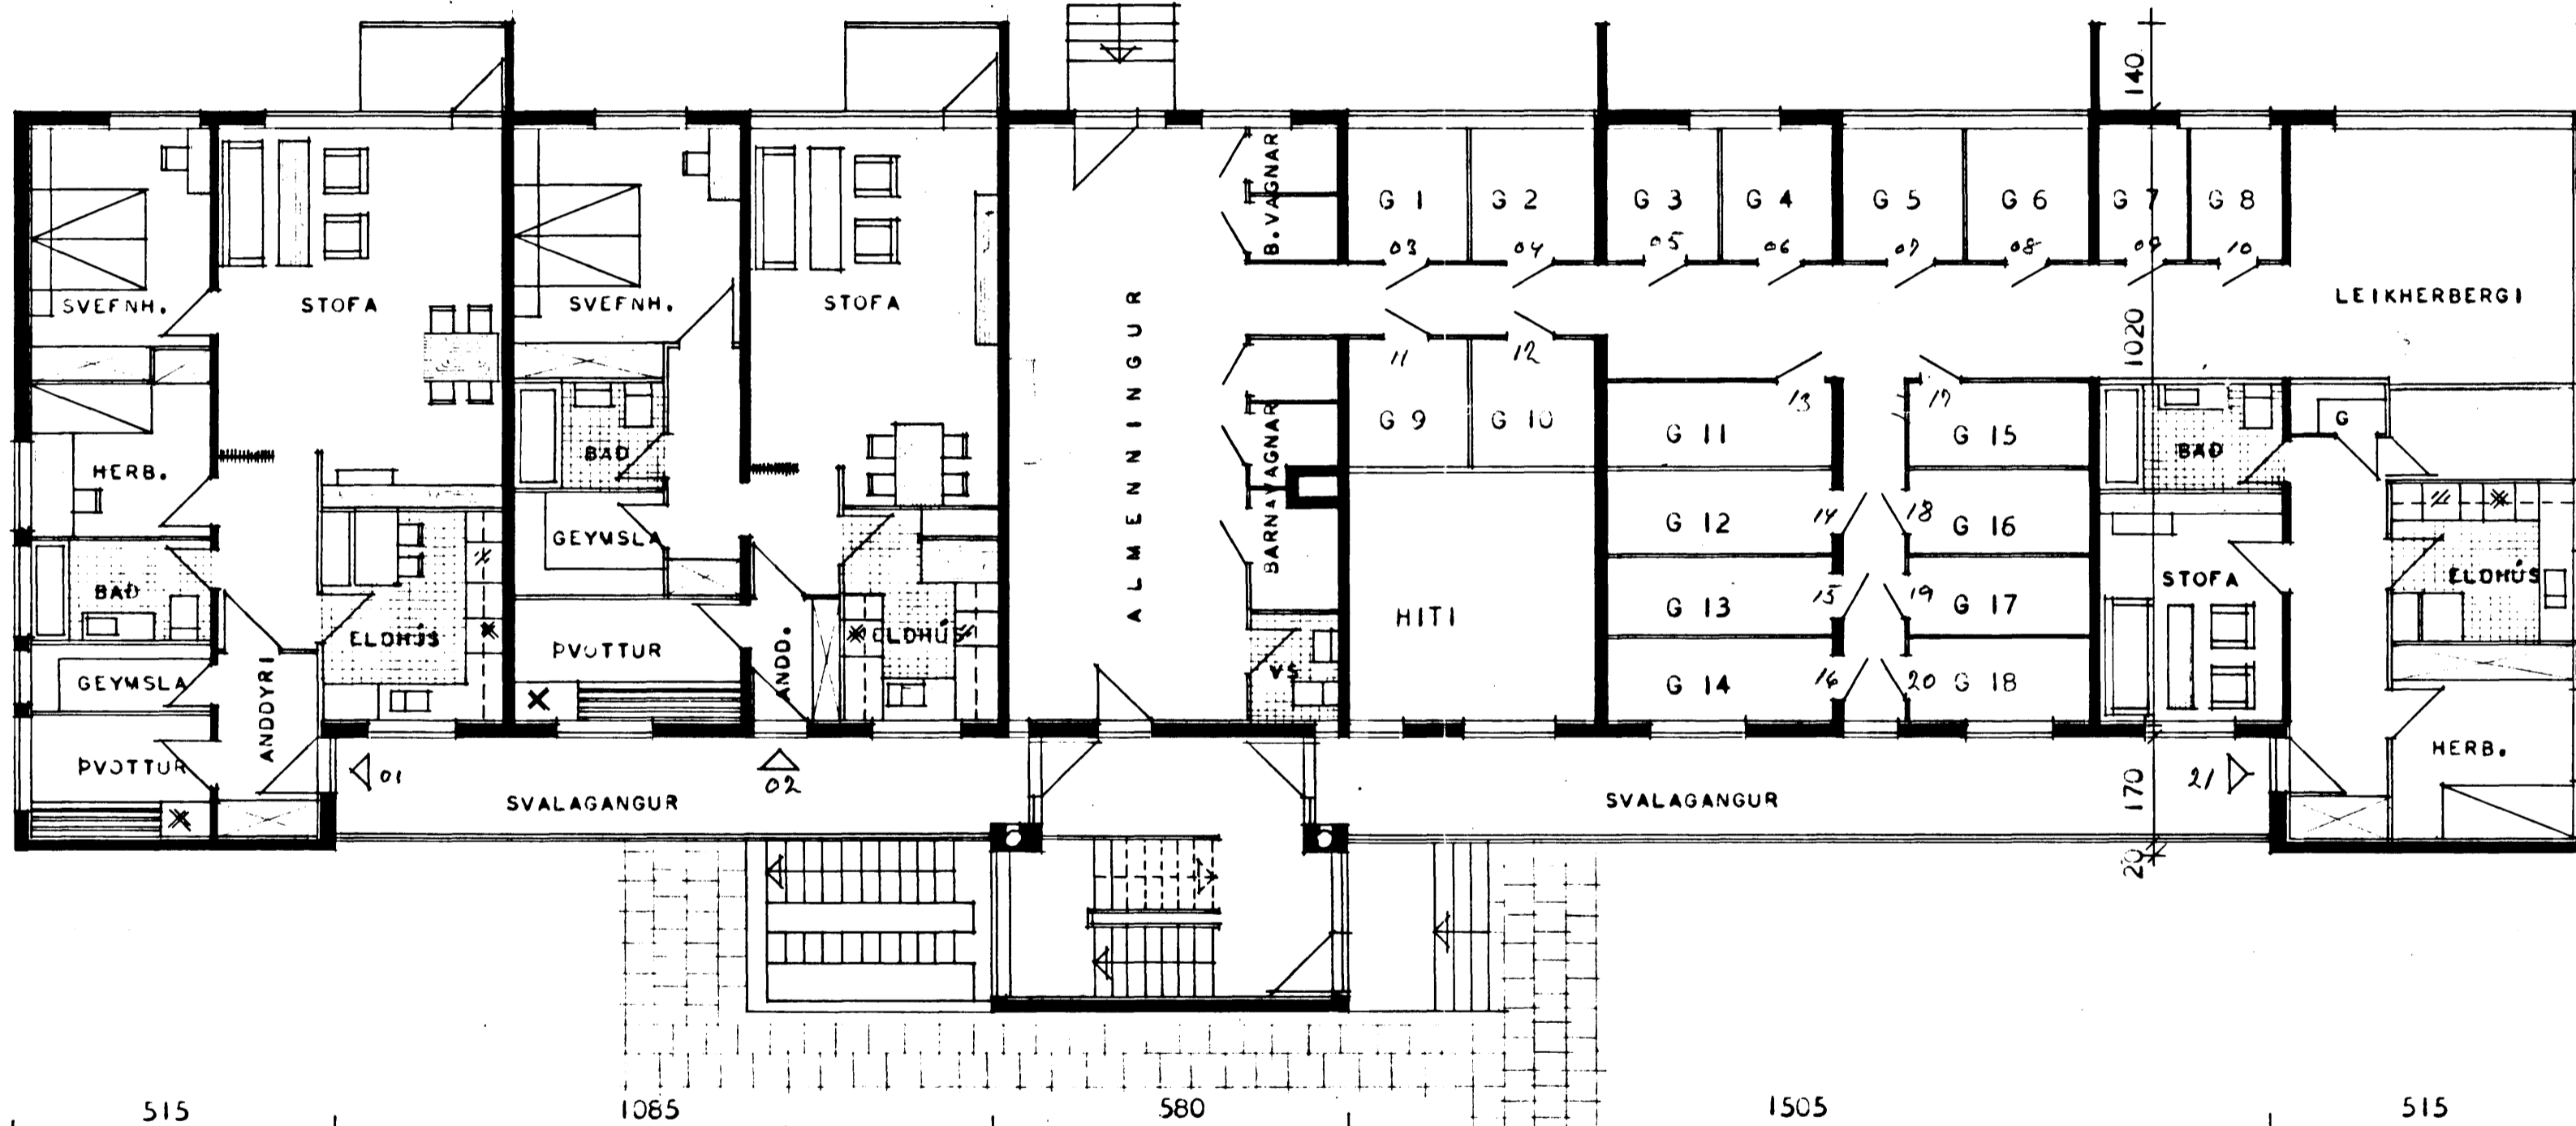 140
B. VAGNAR
G 1
G 2
G 3
G 4
G 5
G 6
G 7
G 8
03
04
05
06
07
08
09
10
SVEFNH.
STOFA
SVEFNH.
STOFA
ALMENNINGUR
LEIKHERBERGI
1020
11
12
13
17
G 9
G 10
G 11
G 15
G
HERB.
BAÐ
BARNAVAGNAR
BAÐ
GEYMSLA
G 12
14
18
G 16
BAÐ
STOFA
ELDHÚS
HITI
G 13
15
19
G 17
ELDHÚS
ANDD.
ELDHÚS
ÞVOTTUR
VS
GEYMSLA
ANDDYRI
G 14
16
20
G 18
HERB.
ÞVOTTUR
01
02
SVALAGANGUR
SVALAGANGUR
170
21
20
515
1085
580
1505
515